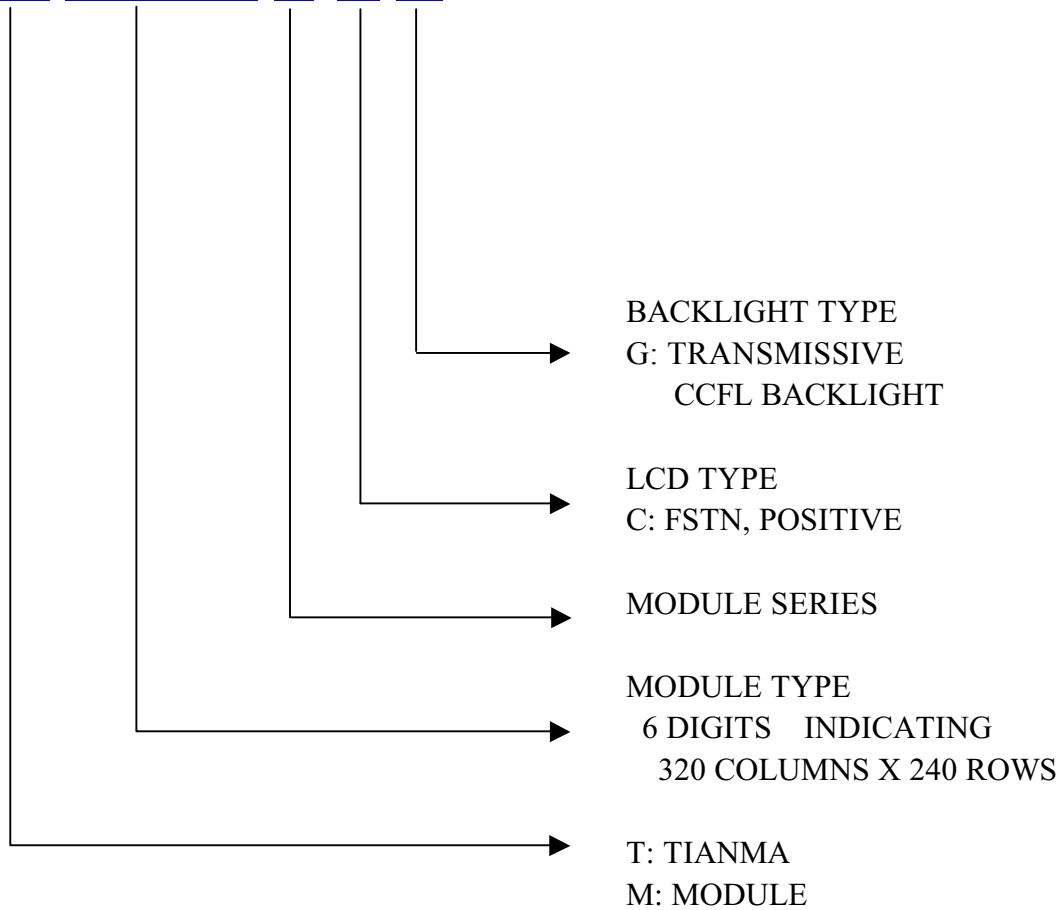 BACKLIGHT TYPE
G: TRANSMISSIVE
CCFL BACKLIGHT
LCD TYPE
C: FSTN, POSITIVE
MODULE SERIES
MODULE TYPE
6 DIGITS INDICATING
320 COLUMNS X 240 ROWS
T: TIANMA
M: MODULE